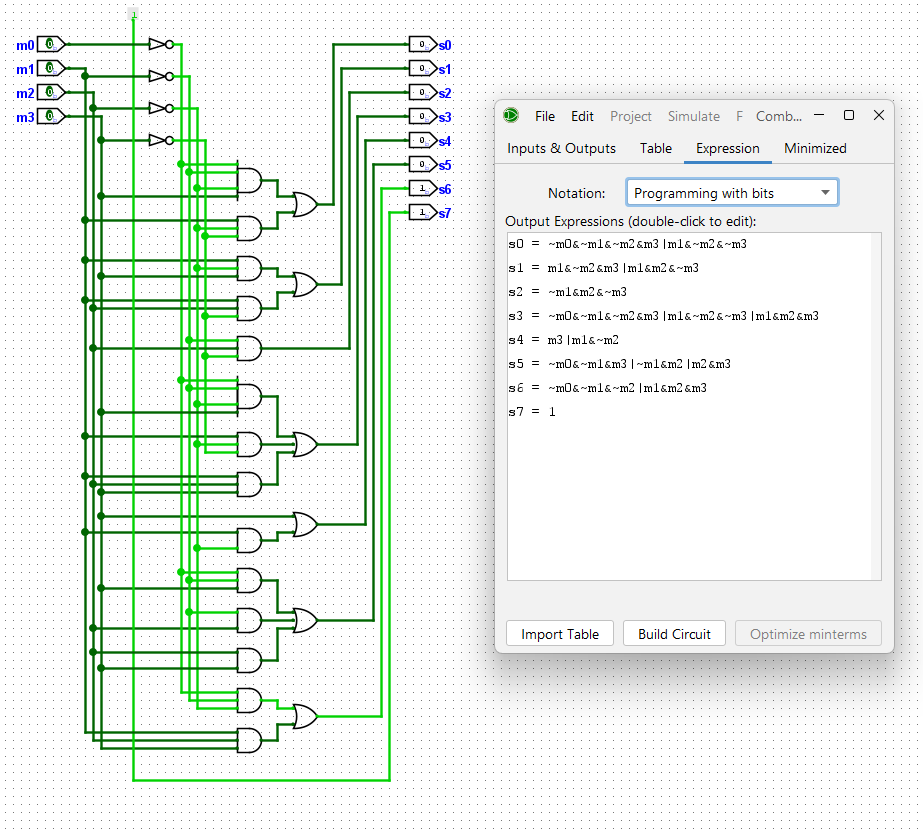 1
m0 0 0 s0
m1 0 0 s1
m2 0 0 s2
m3 0 0 s3
0 s4
0 s5
1 s6
1 s7
File Edit Project Simulate F Comb...
Inputs & Outputs Table Expression Minimized
Notation: Programming with bits
Output Expressions (double-click to edit):
s0 = ~m0&~m1&~m2&m3|m1&~m2&~m3
s1 = m1&~m2&m3|m1&m2&~m3
s2 = ~m1&m2&~m3
s3 = ~m0&~m1&~m2&m3|m1&~m2&~m3|m1&m2&m3
s4 = m3|m1&~m2
s5 = ~m0&~m1&m3|~m1&m2|m2&m3
s6 = ~m0&~m1&~m2|m1&m2&m3
s7 = 1
Import Table Build Circuit Optimize minterms